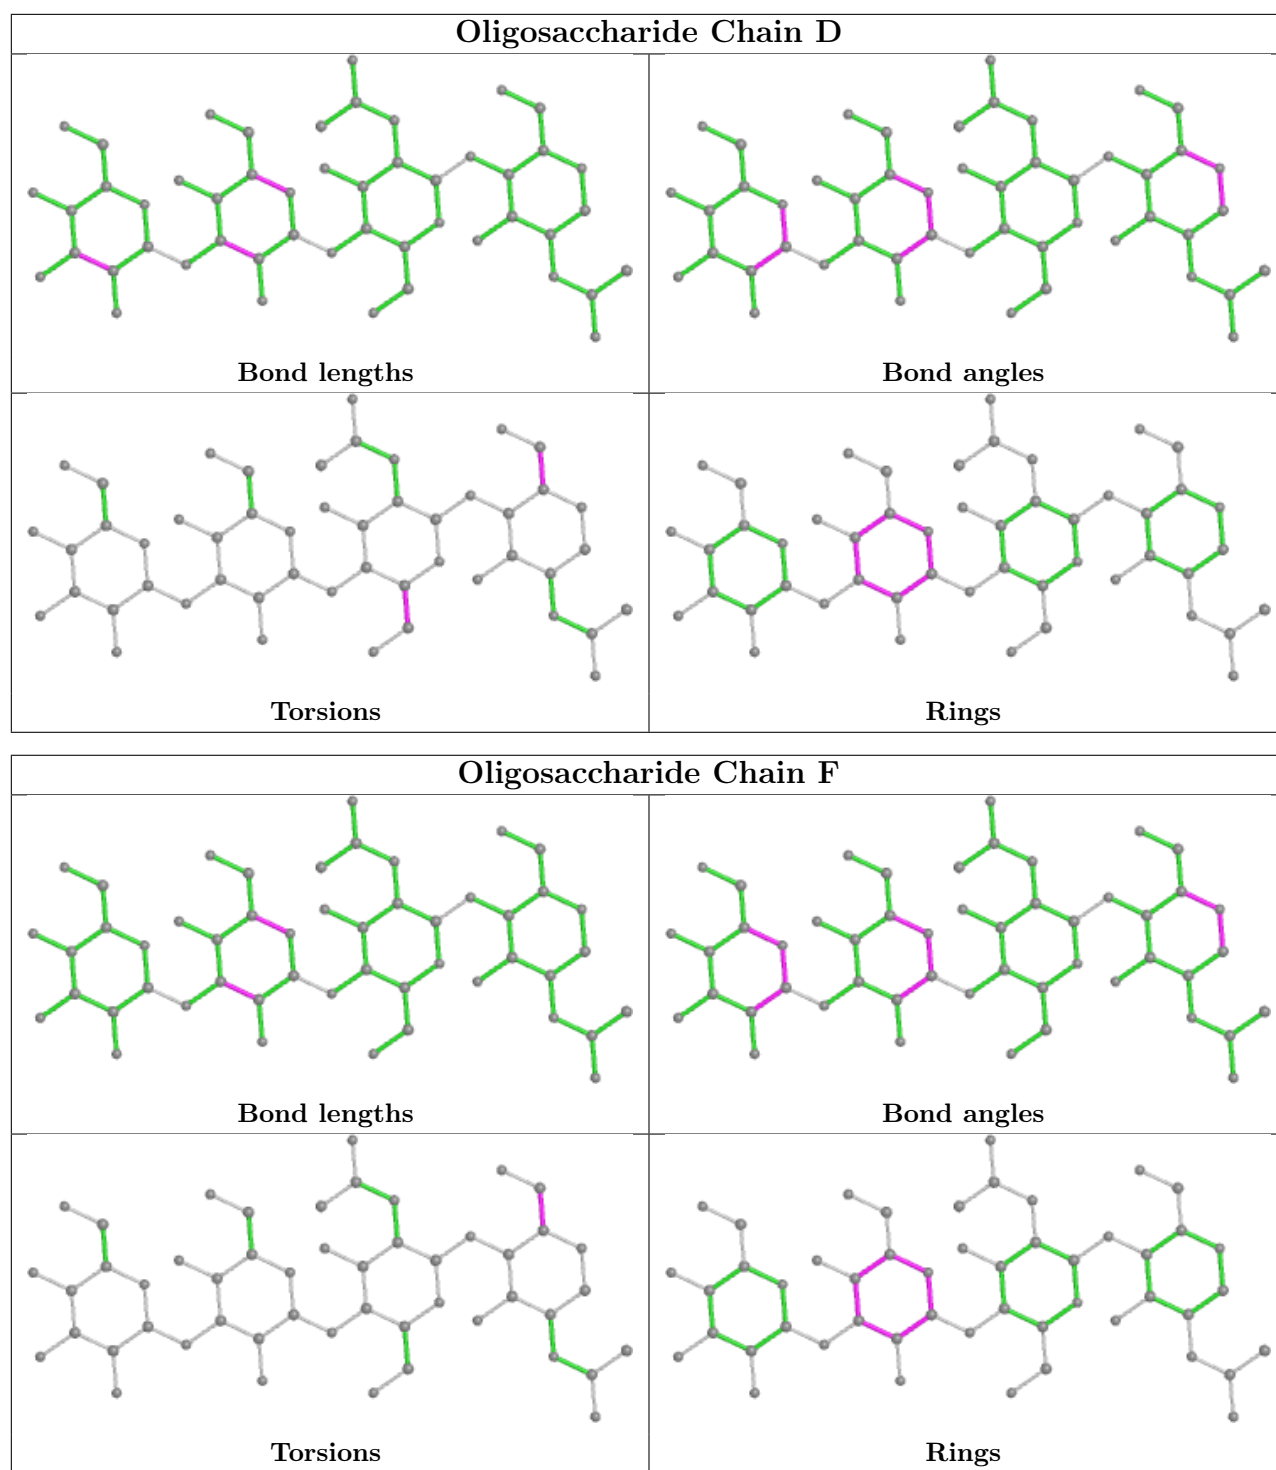 Oligosaccharide Chain D
Bond lengths
Bond angles
Torsions
Rings
Oligosaccharide Chain F
Bond lengths
Bond angles
Torsions
Rings